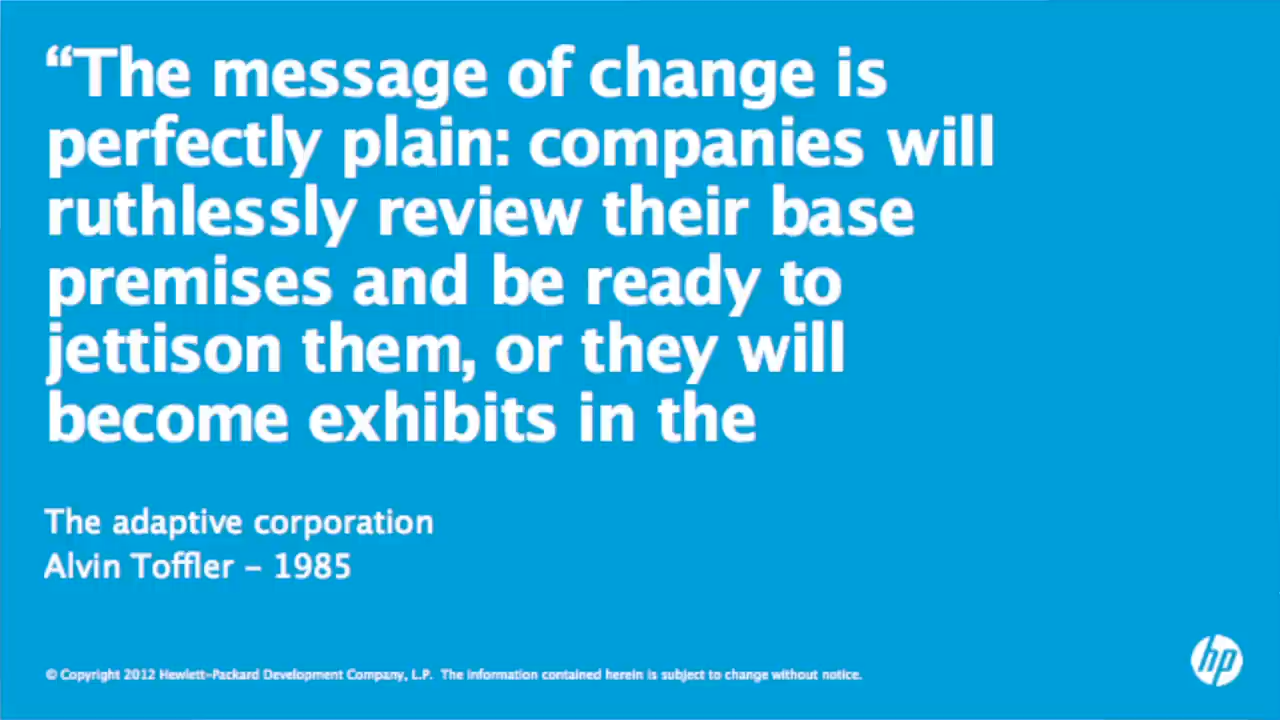 “The message of change is
perfectly plain: companies will
ruthlessly review their base
premises and be ready to
jettison them, or they will
become exhibits in the
The adaptive corporation
Alvin Toffler – 1985
© Copyright 2012 Hewlett-Packard Development Company, L.P. The information contained herein is subject to change without notice.
hp